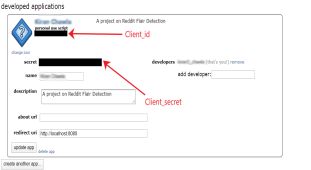 developed applications
A project on Reddit Flair Detection
personal use script
Client_id
change icon
secret
developers (that's you!) remove
name
add developer:
description
A project on Reddit Flair Detection
Client_secret
about url
redirect uri http://localhost:8080
update app
delete app
create another app...